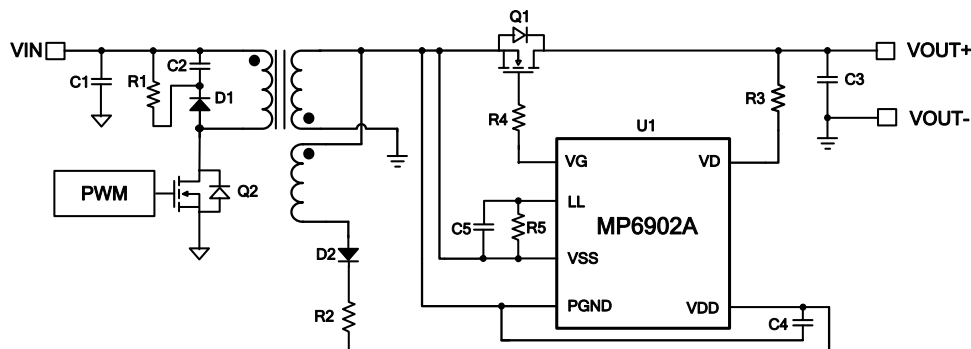 Q1
VIN
VOUT+
C1
R1
C2
D1
C3
R3
R4
VOUT-
U1
VG
VD
PWM
Q2
LL
C5
R5
MP6902A
D2
VSS
R2
PGND
VDD
C4